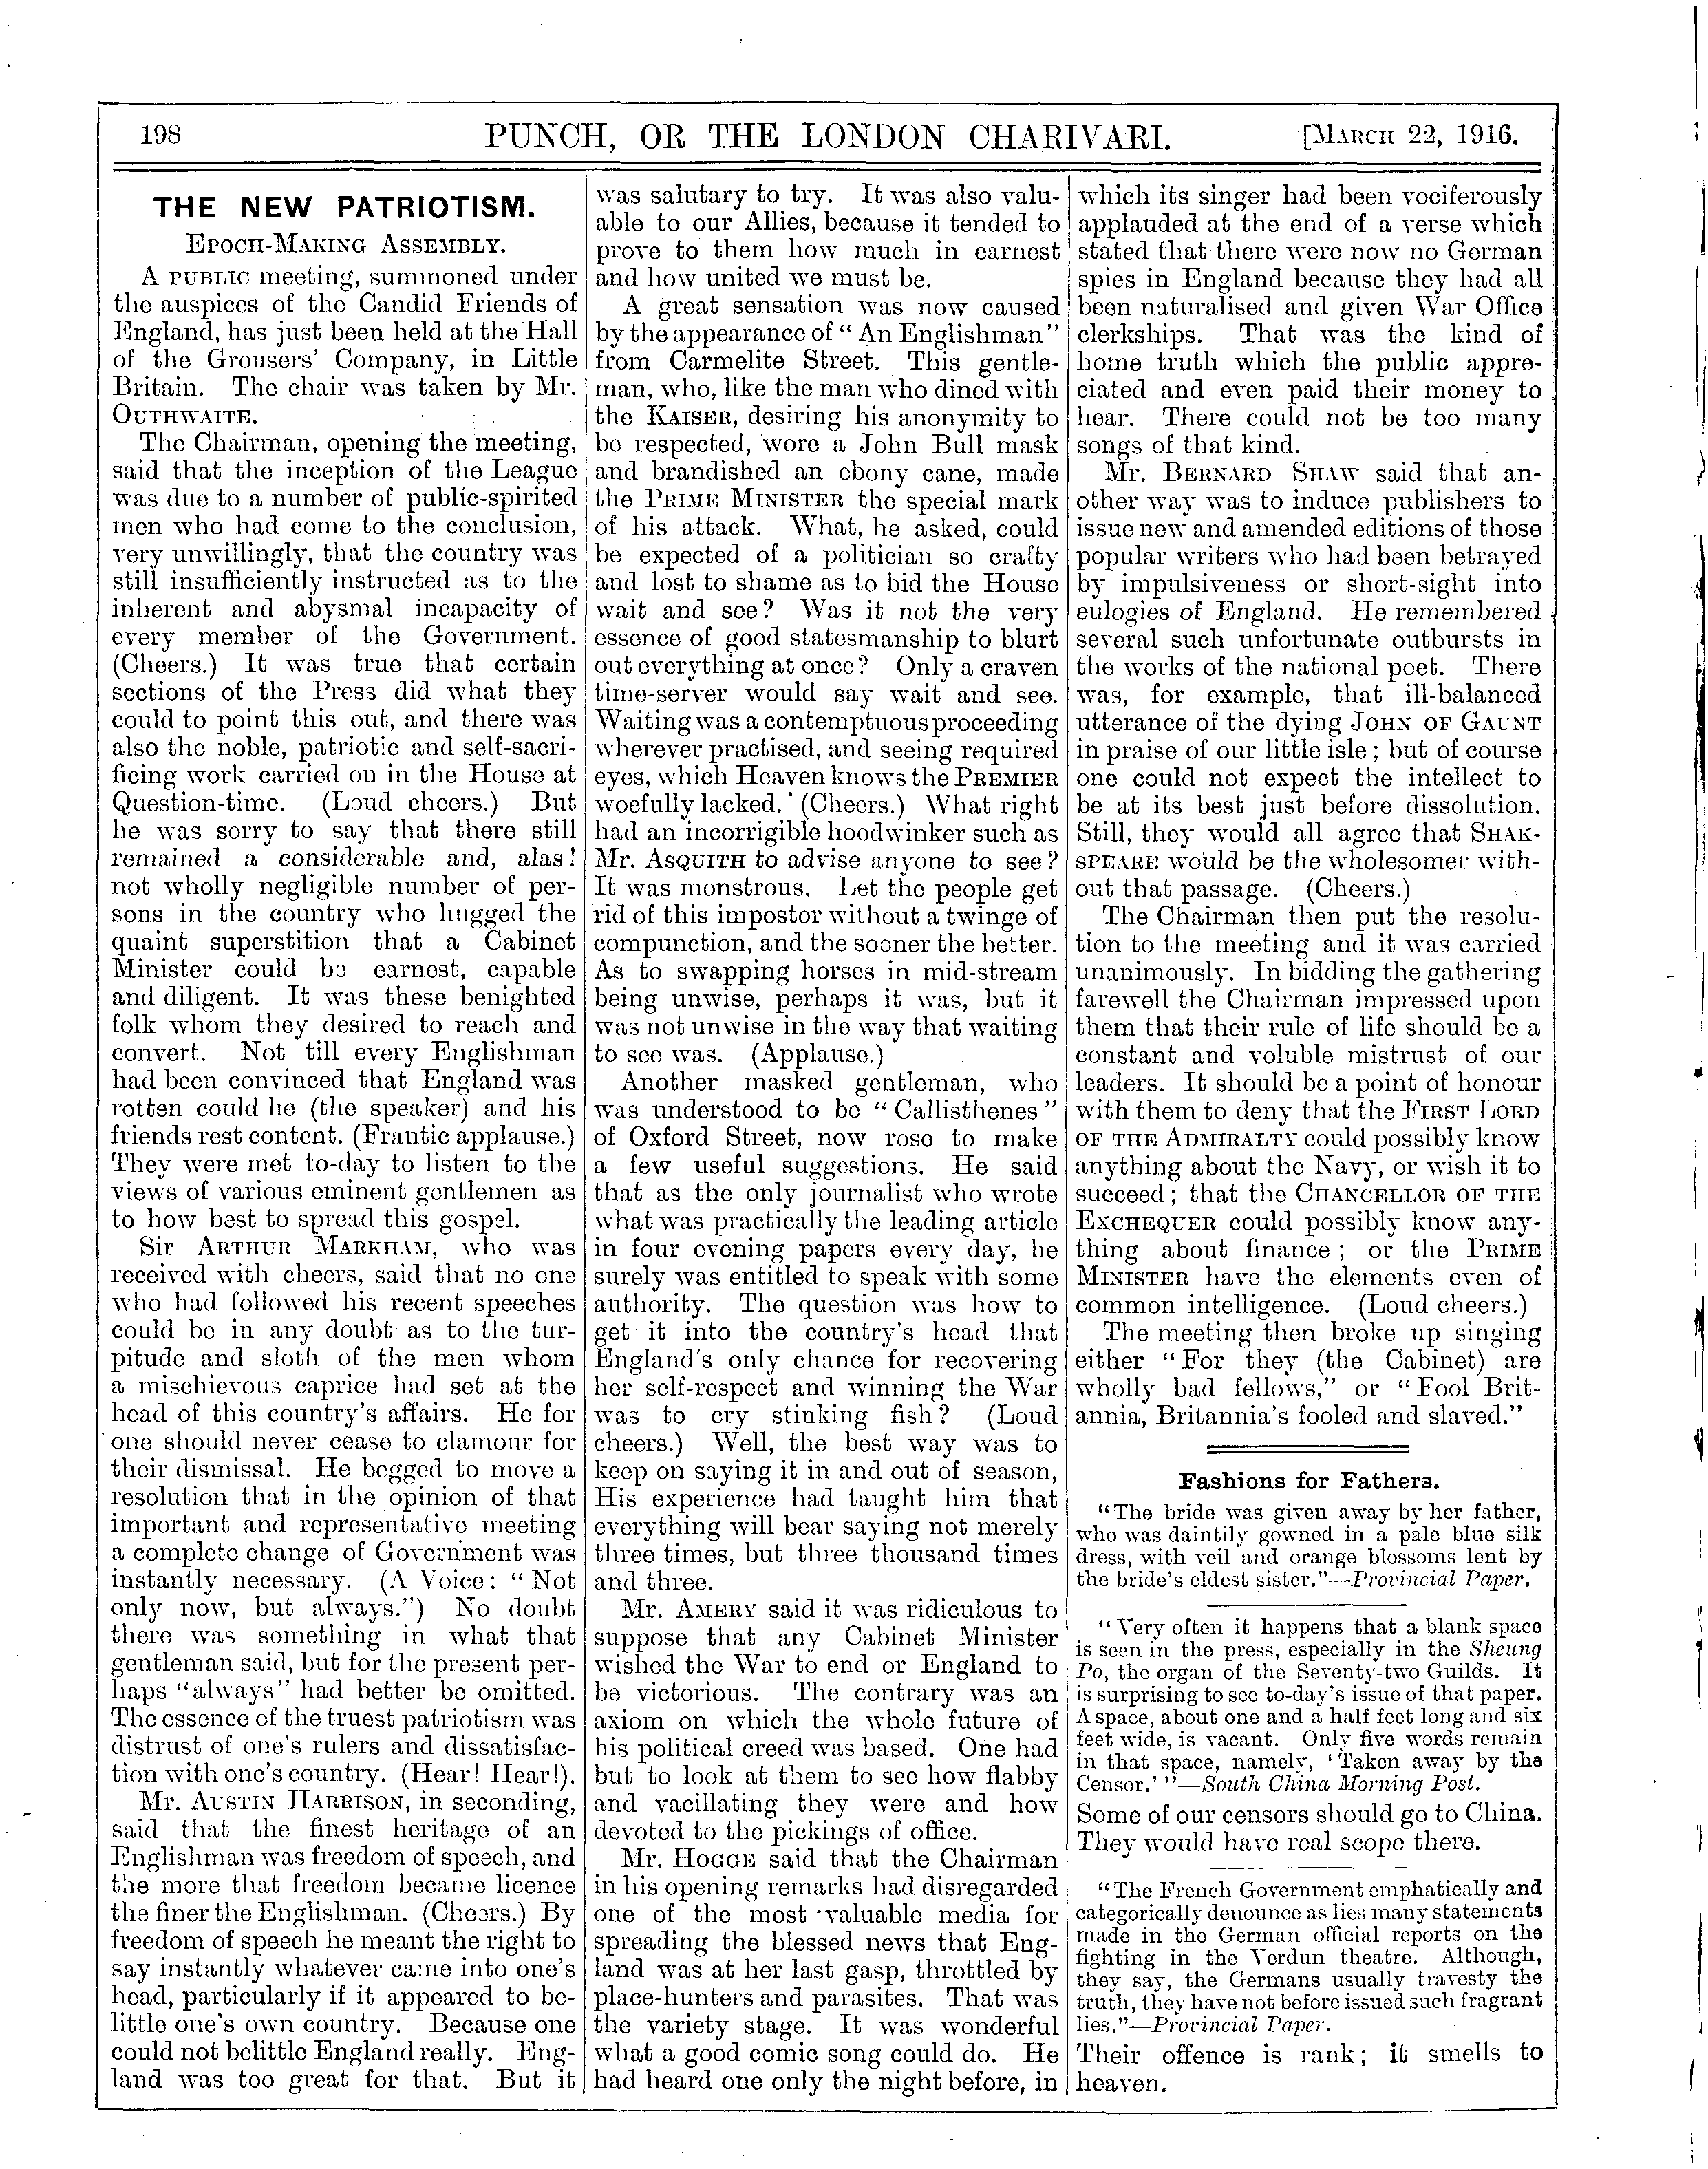 198
PUNCH, OR THE LONDON CHARIVARI.
[MARCH 22, 1916.
THE NEW PATRIOTISM.
EPOCH-MAKING ASSEMBLY.
A PUBLIC meeting, summoned under
the auspices of the Candid Friends of
England, has just been held at the Hall
of the Grousers' Company, in Little
Britain. The chair was taken by Mr.
OUTHWAITE.
The Chairman, opening the meeting,
said that the inception of the League
was due to a number of public-spirited
men who had come to the conclusion,
very unwillingly, that the country was
still insufficiently instructed as to the
inherent and abysmal incapacity of
every member of the Government.
(Cheers.) It was true that certain
sections of the Press did what they
could to point this out, and there was
also the noble, patriotic and self-sacri-
ficing work carried on in the House at
Question-time. (Loud cheers.) But
he was sorry to say that there still
remained a considerable and, alas!
not wholly negligible number of per-
sons in the country who hugged the
quaint superstition that a Cabinet
Minister could be earnest, capable
and diligent. It was these benighted
folk whom they desired to reach and
convert. Not till every Englishman
had been convinced that England was
rotten could he (the speaker) and his
friends rest content. (Frantic applause.)
They were met to-day to listen to the
views of various eminent gentlemen as
to how best to spread this gospel.
Sir ARTHUR MARKHAM, who was
received with cheers, said that no one
who had followed his recent speeches
could be in any doubt as to the tur-
pitude and sloth of the men whom
a mischievous caprice had set at the
head of this country's affairs. He for
one should never cease to clamour for
their dismissal. He begged to move a
resolution that in the opinion of that
important and representative meeting
a complete change of Government was
instantly necessary. (A Voice: "Not
only now, but always.") No doubt
there was something in what that
gentleman said, but for the present per-
haps "always" had better be omitted.
The essence of the truest patriotism was
distrust of one's rulers and dissatisfac-
tion with one's country. (Hear! Hear!).
Mr. AUSTIN HARRISON, in seconding,
said that the finest heritage of an
Englishman was freedom of speech, and
the more that freedom became licence
the finer the Englishman. (Cheers.) By
freedom of speech he meant the right to
say instantly whatever came into one's
head, particularly if it appeared to be-
little one's own country. Because one
could not belittle England really. Eng-
land was too great for that. But it
was salutary to try. It was also valu-
able to our Allies, because it tended to
prove to them how much in earnest
and how united we must be.
A great sensation was now caused
by the appearance of "An Englishman"
from Carmelite Street. This gentle-
man, who, like the man who dined with
the KAISER, desiring his anonymity to
be respected, wore a John Bull mask
and brandished an ebony cane, made
the PRIME MINISTER the special mark
of his attack. What, he asked, could
be expected of a politician so crafty
and lost to shame as to bid the House
wait and see? Was it not the very
essence of good statesmanship to blurt
out everything at once? Only a craven
time-server would say wait and see.
Waiting was a contemptuous proceeding
wherever practised, and seeing required
eyes, which Heaven knows the PREMIER
woefully lacked. (Cheers.) What right
had an incorrigible hoodwinker such as
Mr. ASQUITH to advise anyone to see?
It was monstrous. Let the people get
rid of this impostor without a twinge of
compunction, and the sooner the better.
As to swapping horses in mid-stream
being unwise, perhaps it was, but it
was not unwise in the way that waiting
to see was. (Applause.)
Another masked gentleman, who
was understood to be "Callisthenes"
of Oxford Street, now rose to make
a few useful suggestions. He said
that as the only journalist who wrote
what was practically the leading article
in four evening papers every day, he
surely was entitled to speak with some
authority. The question was how to
get it into the country's head that
England's only chance for recovering
her self-respect and winning the War
was to cry stinking fish? (Loud
cheers.) Well, the best way was to
keep on saying it in and out of season,
His experience had taught him that
everything will bear saying not merely
three times, but three thousand times
and three.
Mr. AMERY said it was ridiculous to
suppose that any Cabinet Minister
wished the War to end or England to
be victorious. The contrary was an
axiom on which the whole future of
his political creed was based. One had
but to look at them to see how flabby
and vacillating they were and how
devoted to the pickings of office.
Mr. HOGGE said that the Chairman
in his opening remarks had disregarded
one of the most valuable media for
spreading the blessed news that Eng-
land was at her last gasp, throttled by
place-hunters and parasites. That was
the variety stage. It was wonderful
what a good comic song could do. He
had heard one only the night before, in
which its singer had been vociferously
applauded at the end of a verse which
stated that there were now no German
spies in England because they had all
been naturalised and given War Office
clerkships. That was the kind of
home truth which the public appre-
ciated and even paid their money to
hear. There could not be too many
songs of that kind.
Mr. BERNARD SHAW said that an-
other way was to induce publishers to
issue new and amended editions of those
popular writers who had been betrayed
by impulsiveness or short-sight into
eulogies of England. He remembered
several such unfortunate outbursts in
the works of the national poet. There
was, for example, that ill-balanced
utterance of the dying JOHN OF GAUNT
in praise of our little isle; but of course
one could not expect the intellect to
be at its best just before dissolution.
Still, they would all agree that SHAK-
SPEARE would be the wholesomer with-
out that passage. (Cheers.)
The Chairman then put the resolu-
tion to the meeting and it was carried
unanimously. In bidding the gathering
farewell the Chairman impressed upon
them that their rule of life should be a
constant and voluble mistrust of our
leaders. It should be a point of honour
with them to deny that the FIRST LORD
OF THE ADMIRALTY could possibly know
anything about the Navy, or wish it to
succeed; that the CHANCELLOR OF THE
EXCHEQUER could possibly know any-
thing about finance; or the PRIME
MINISTER have the elements even of
common intelligence. (Loud cheers.)
The meeting then broke up singing
either "For they (the Cabinet) are
wholly bad fellows," or "Fool Brit-
annia, Britannia's fooled and slaved."
Fashions for Fathers.
"The bride was given away by her father,
who was daintily gowned in a pale blue silk
dress, with veil and orange blossoms lent by
the bride's eldest sister."—Provincial Paper.
"Very often it happens that a blank space
is seen in the press, especially in the Sheung
Po, the organ of the Seventy-two Guilds. It
is surprising to see to-day's issue of that paper.
A space, about one and a half feet long and six
feet wide, is vacant. Only five words remain
in that space, namely, 'Taken away by the
Censor.'"—South China Morning Post.
Some of our censors should go to China.
They would have real scope there.
"The French Government emphatically and
categorically denounce as lies many statements
made in the German official reports on the
fighting in the Verdun theatre. Although,
they say, the Germans usually travesty the
truth, they have not before issued such fragrant
lies."—Provincial Paper.
Their offence is rank; it smells to
heaven.